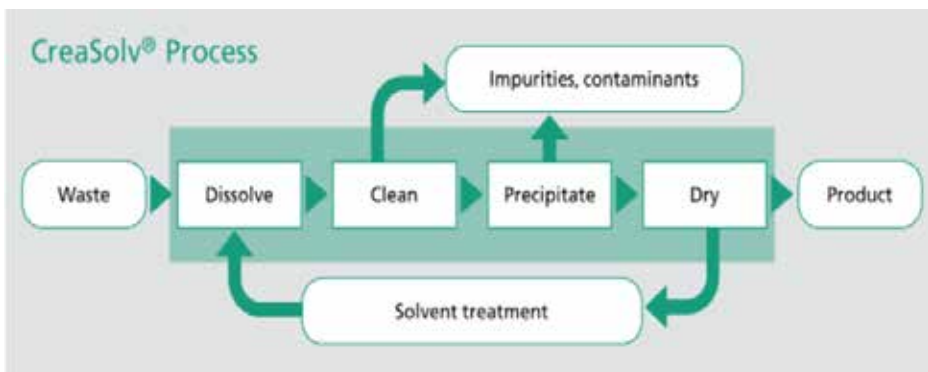 CreaSolv® Process
Impurities, contaminants
Waste
Dissolve
Clean
Precipitate
Dry
Product
Solvent treatment